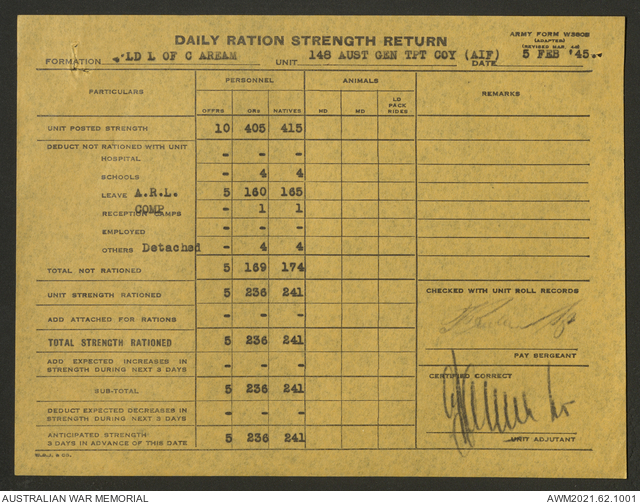 DAILY RATION STRENGTH RETURN
ARMY FORM W3602
(ADAPTED)
(REVISED MAR. 44)
FORMATION 'LD L OF C AREAM UNIT 148 AUST GEN TPT COY (AIF) DATE 5 FEB '45.
PARTICULARS PERSONNEL ANIMALS REMARKS
OFFRS ORs NATIVES HD MD LD PACK RIDES
UNIT POSTED STRENGTH 10 405 415
DEDUCT NOT RATIONED WITH UNIT
HOSPITAL - - -
SCHOOLS - 4 4
LEAVE A.R.L. 5 160 165
COMP
RECEPTION CAMPS - 1 1
EMPLOYED - - -
OTHERS Detached - 4 4
TOTAL NOT RATIONED 5 169 174
UNIT STRENGTH RATIONED 5 236 241 CHECKED WITH UNIT ROLL RECORDS
ADD ATTACHED FOR RATIONS - - -
TOTAL STRENGTH RATIONED 5 236 241
PAY SERGEANT
ADD EXPECTED INCREASES IN
STRENGTH DURING NEXT 3 DAYS - - -
CERTIFIED CORRECT
SUB-TOTAL 5 236 241
DEDUCT EXPECTED DECREASES IN
STRENGTH DURING NEXT 3 DAYS - - -
ANTICIPATED STRENGTH
3 DAYS IN ADVANCE OF THIS DATE 5 236 241
UNIT ADJUTANT
AUSTRALIAN WAR MEMORIAL AWM2021.62.1001